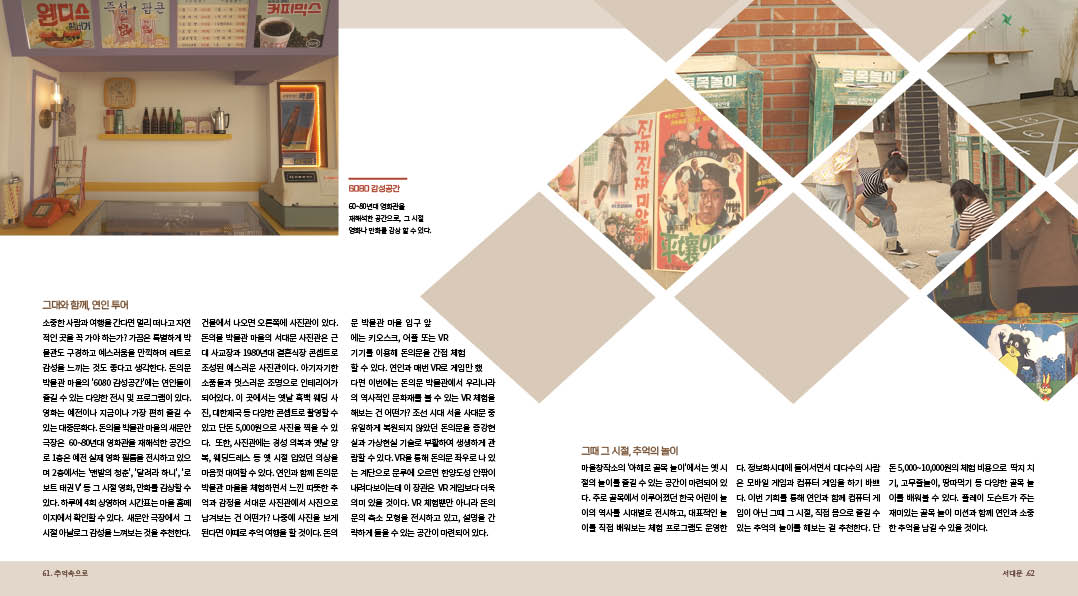 원디스
햄버거
추석 팝콘
커피믹스
골목놀이
골목놀이
진짜진짜미안해
6080 감성공간
60~80년대 영화관을
재해석한 공간으로, 그 시절
영화나 만화를 감상 할 수 있다.
그대와 함께, 연인 투어
소중한 사람과 여행을 간다면 멀리 떠나고 자연
적인 곳을 꼭 가야 하는가? 가끔은 특별하게 박
물관도 구경하고 예스러움을 만끽하며 레트로
감성을 느끼는 것도 좋다고 생각한다. 돈의문
박물관 마을의 '6080 감성공간'에는 연인들이
즐길 수 있는 다양한 전시 및 프로그램이 있다.
영화는 예전이나 지금이나 가장 편히 즐길 수
있는 대중문화다. 돈의문 박물관 마을의 새문안
극장은 60~80년대 영화관을 재해석한 공간으
로 1층은 예전 실제 영화 필름을 전시하고 있으
며 2층에서는 '맨발의 청춘', '달려라 하니', '로
보트 태권 V' 등 그 시절 영화, 만화를 감상할 수
있다. 하루에 4회 상영하며 시간표는 마을 홈페
이지에서 확인할 수 있다. 새문안 극장에서 그
시절 아날로그 감성을 느껴보는 것을 추천한다.
건물에서 나오면 오른쪽에 사진관이 있다.
돈의문 박물관 마을의 서대문 사진관은 근
대 사교장과 1980년대 결혼식장 콘셉트로
조성된 예스러운 사진관이다. 아기자기한
소품들과 멋스러운 조명으로 인테리어가
되어있다. 이 곳에서는 옛날 흑백 웨딩 사
진, 대한제국 등 다양한 콘셉트로 촬영할 수
있고 단돈 5,000원으로 사진을 찍을 수 있
다. 또한, 사진관에는 경성 의복과 옛날 양
복, 웨딩드레스 등 옛 시절 입었던 의상을
마음껏 대여할 수 있다. 연인과 함께 돈의문
박물관 마을을 체험하면서 느낀 따뜻한 추
억과 감정을 서대문 사진관에서 사진으로
남겨보는 건 어떤가? 나중에 사진을 보게
된다면 이때로 추억 여행을 할 것이다. 돈의
문 박물관 마을 입구 앞
에는 키오스크, 어플 또는 VR
기기를 이용해 돈의문을 간접 체험
할 수 있다. 연인과 매번 VR로 게임만 했
다면 이번에는 돈의문 박물관에서 우리나라
의 역사적인 문화재를 볼 수 있는 VR 체험을
해보는 건 어떤가? 조선 시대 서울 사대문 중
유일하게 복원되지 않았던 돈의문을 증강현
실과 가상현실 기술로 부활하여 생생하게 관
람할 수 있다. VR을 통해 돈의문 좌우로 나 있
는 계단으로 문루에 오르면 한양도성 안팎이
내려다보이는데 이 장관은 VR 게임보다 더욱
의미 있을 것이다. VR 체험뿐만 아니라 돈의
문의 축소 모형을 전시하고 있고, 설명을 간
략하게 들을 수 있는 공간이 마련되어 있다.
그때 그 시절, 추억의 놀이
마을창작소의 '아해로 골목 놀이'에서는 옛 시
절의 놀이를 즐길 수 있는 공간이 마련되어 있
다. 주로 골목에서 이루어졌던 한국 어린이 놀
이의 역사를 시대별로 전시하고, 대표적인 놀
이를 직접 배워보는 체험 프로그램도 운영한
다. 정보화시대에 들어서면서 대다수의 사람
은 모바일 게임과 컴퓨터 게임을 하기 바쁘
다. 이번 기회를 통해 연인과 함께 컴퓨터 게
임이 아닌 그때 그 시절, 직접 몸으로 즐길 수
있는 추억의 놀이를 해보는 걸 추천한다. 단
돈 5,000~10,000원의 체험 비용으로 딱지 치
기, 고무줄놀이, 땅따먹기 등 다양한 골목 놀
이를 배워볼 수 있다. 플레이 도슨트가 주는
재미있는 골목 놀이 미션과 함께 연인와 소중
한 추억을 남길 수 있을 것이다.
61. 추억속으로
서대문 .62